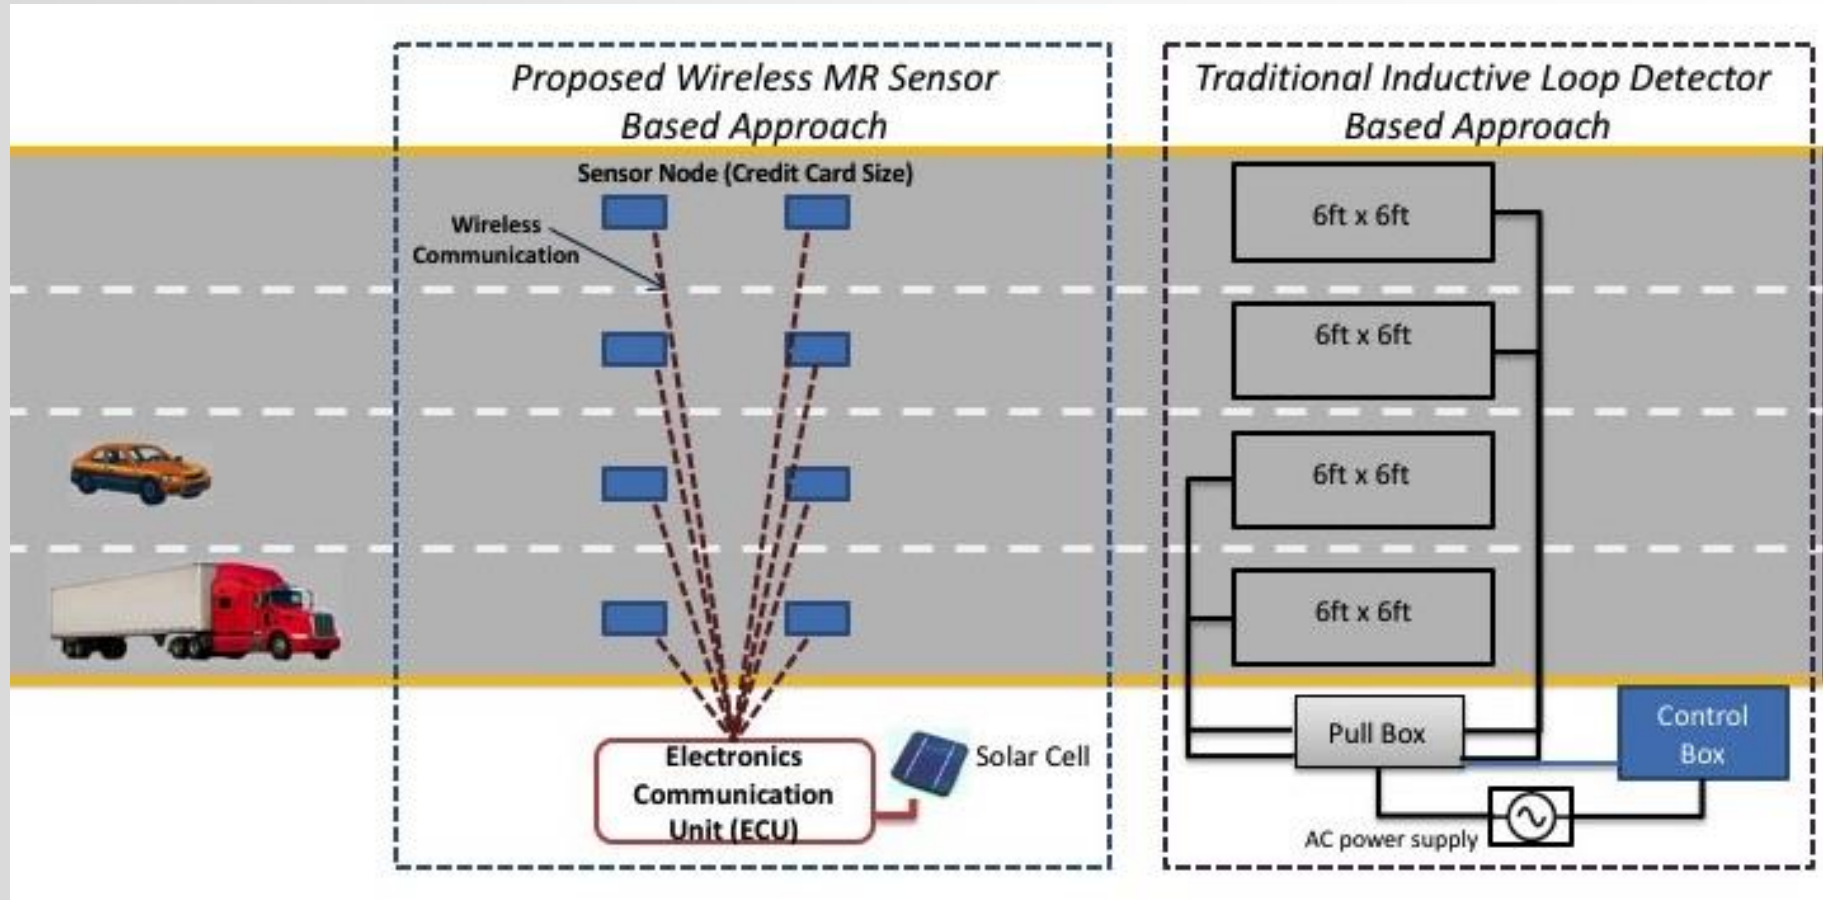 Proposed Wireless MR Sensor
Based Approach
Sensor Node (Credit Card Size)
Wireless
Communication
Electronics
Communication
Unit (ECU)
Solar Cell
Traditional Inductive Loop Detector
Based Approach
6ft x 6ft
6ft x 6ft
6ft x 6ft
6ft x 6ft
Pull Box
Control
Box
AC power supply